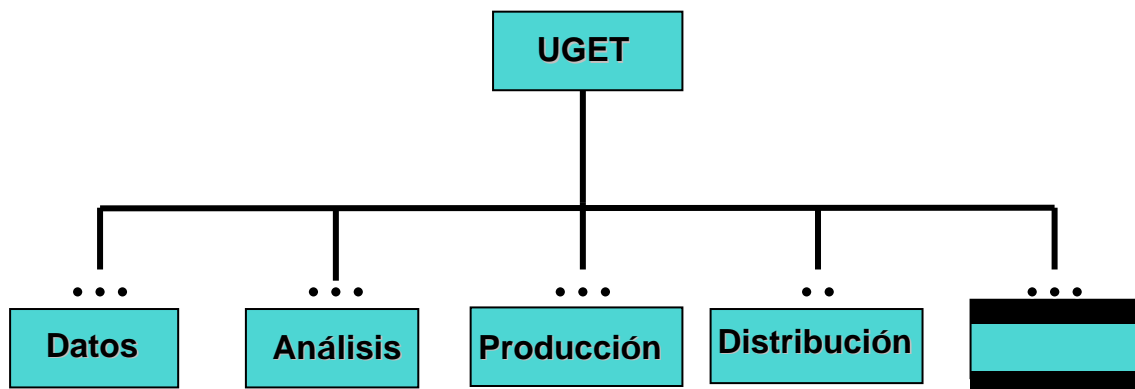 UGET
• • • • • • • • • • • • • •
Datos Análisis Producción Distribución